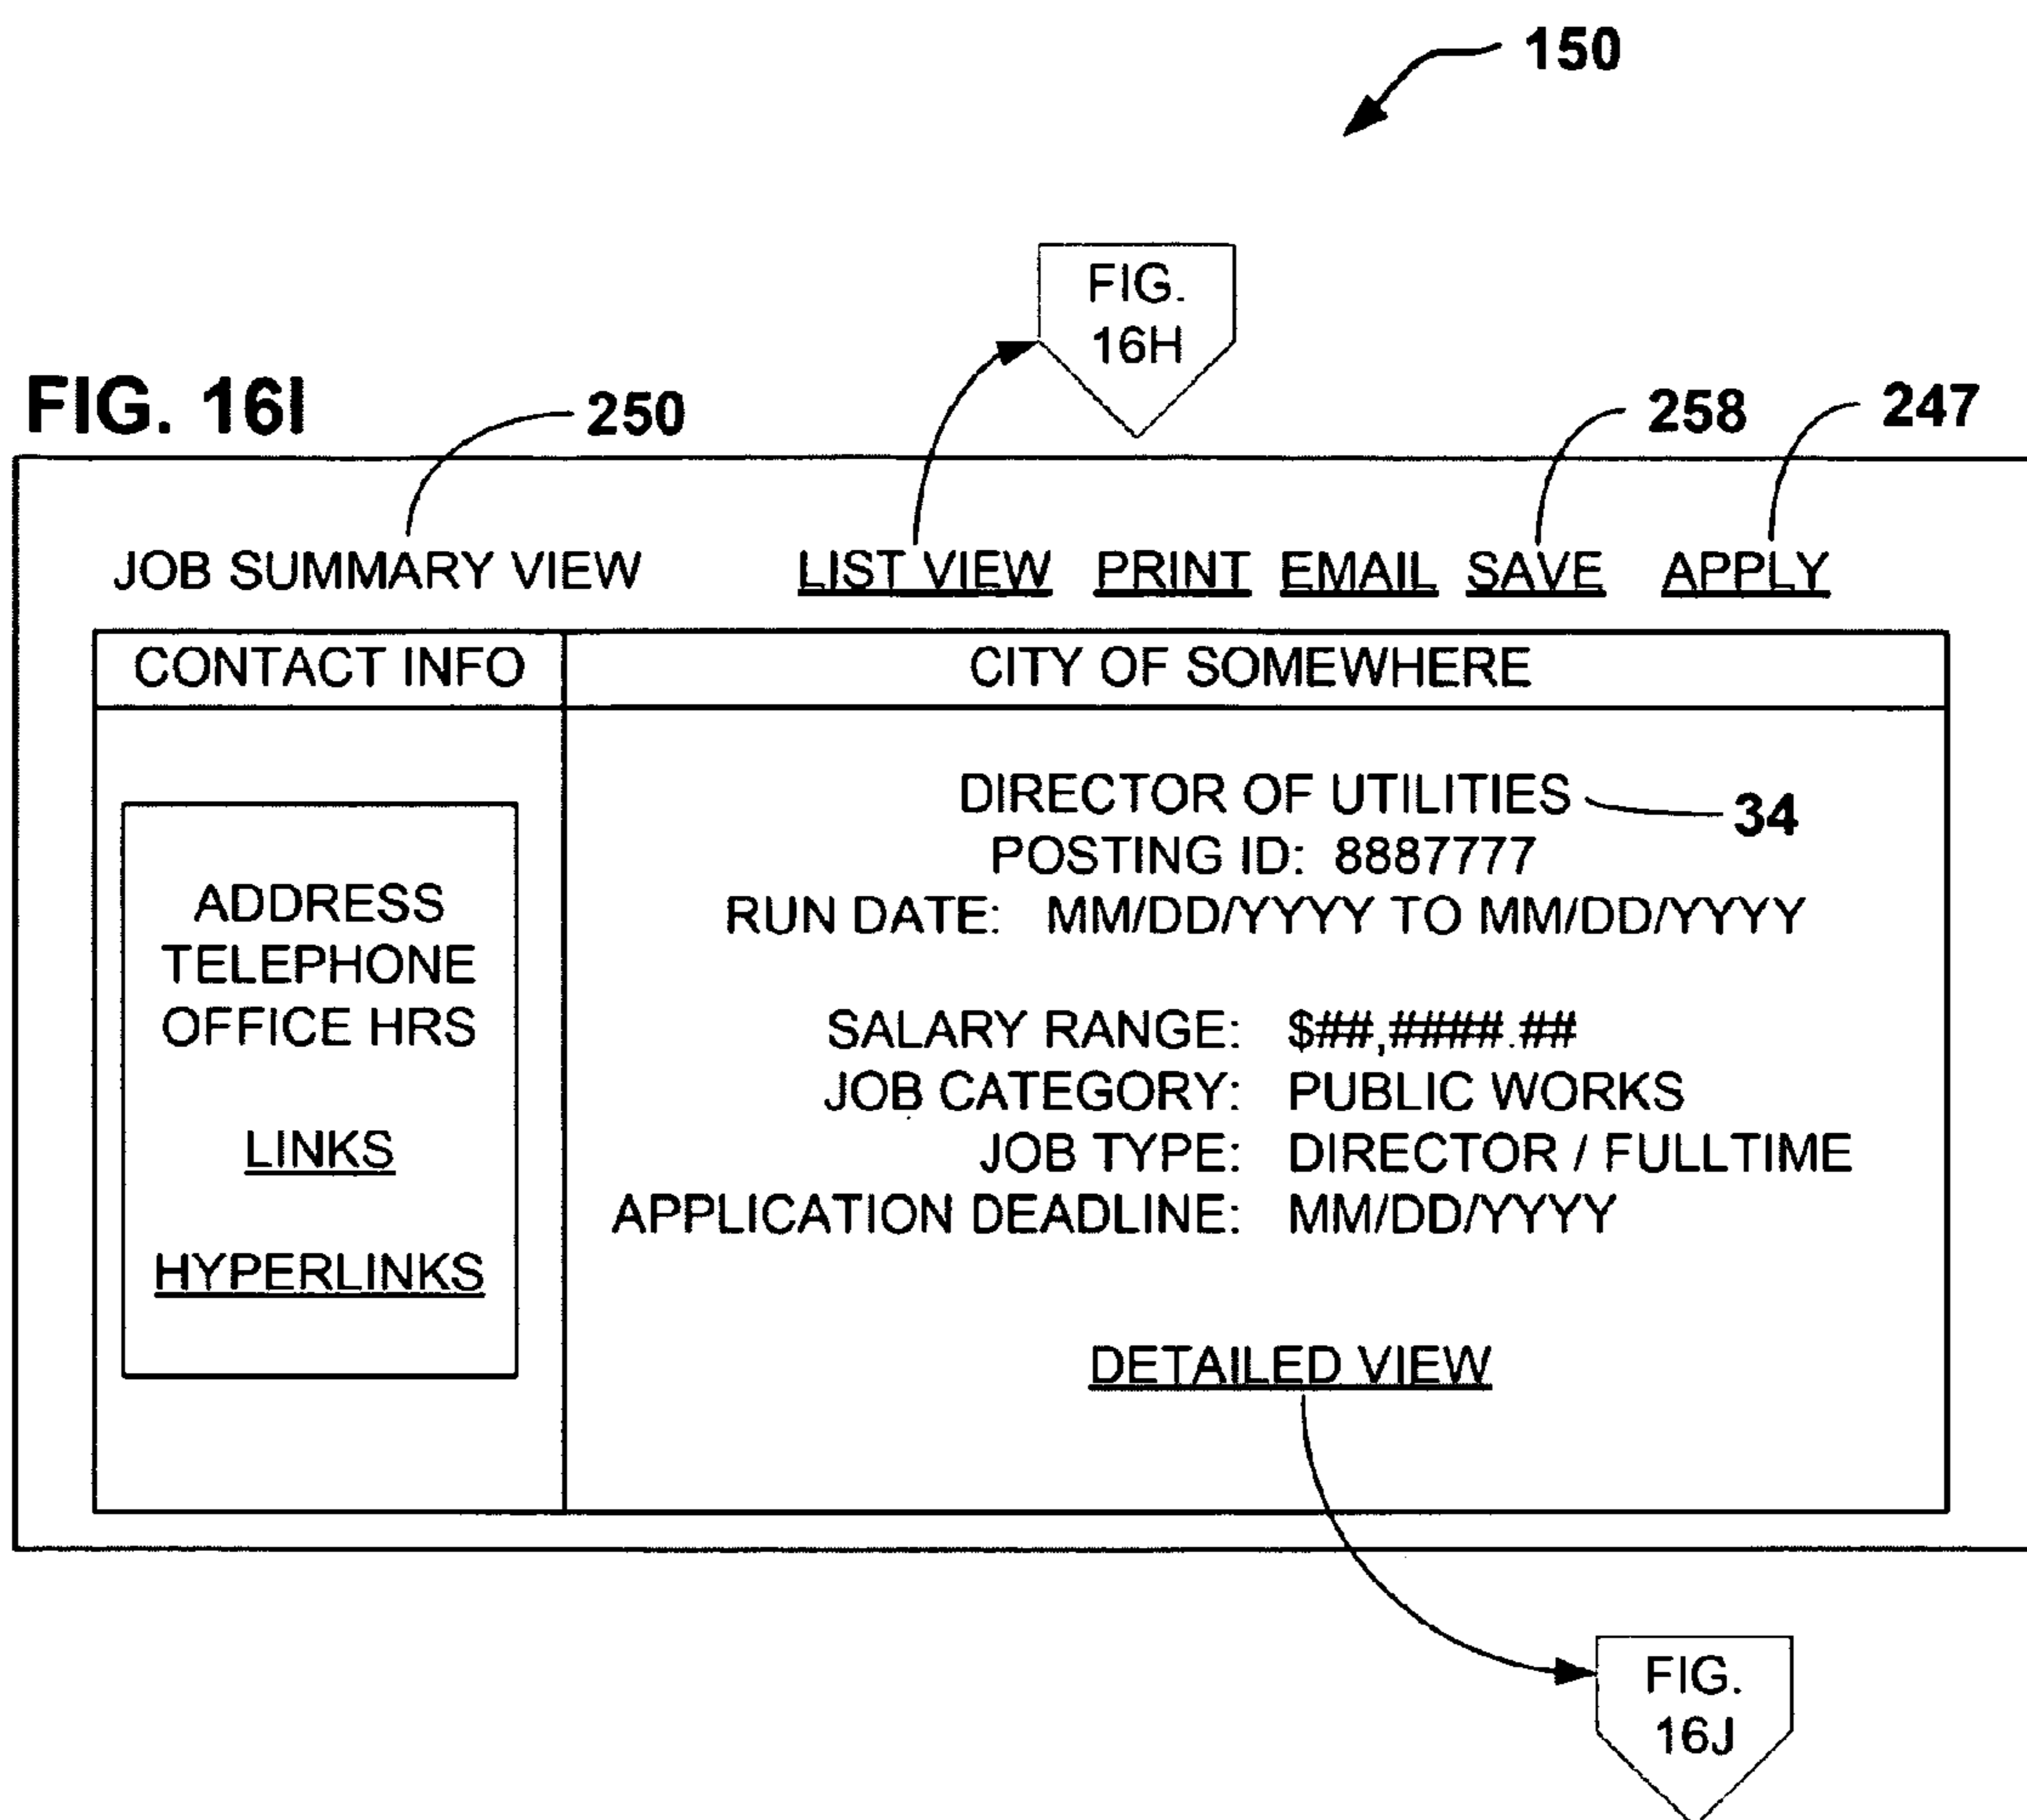 150
FIG.
16H
FIG. 16I
250
258
247
JOB SUMMARY VIEW LIST VIEW PRINT EMAIL SAVE APPLY
CONTACT INFO
ADDRESS
TELEPHONE
OFFICE HRS
LINKS
HYPERLINKS
CITY OF SOMEWHERE
DIRECTOR OF UTILITIES
34
POSTING ID: 8887777
RUN DATE: MM/DD/YYYY TO MM/DD/YYYY
SALARY RANGE: $##,####.##
JOB CATEGORY: PUBLIC WORKS
JOB TYPE: DIRECTOR / FULLTIME
APPLICATION DEADLINE: MM/DD/YYYY
DETAILED VIEW
FIG.
16J